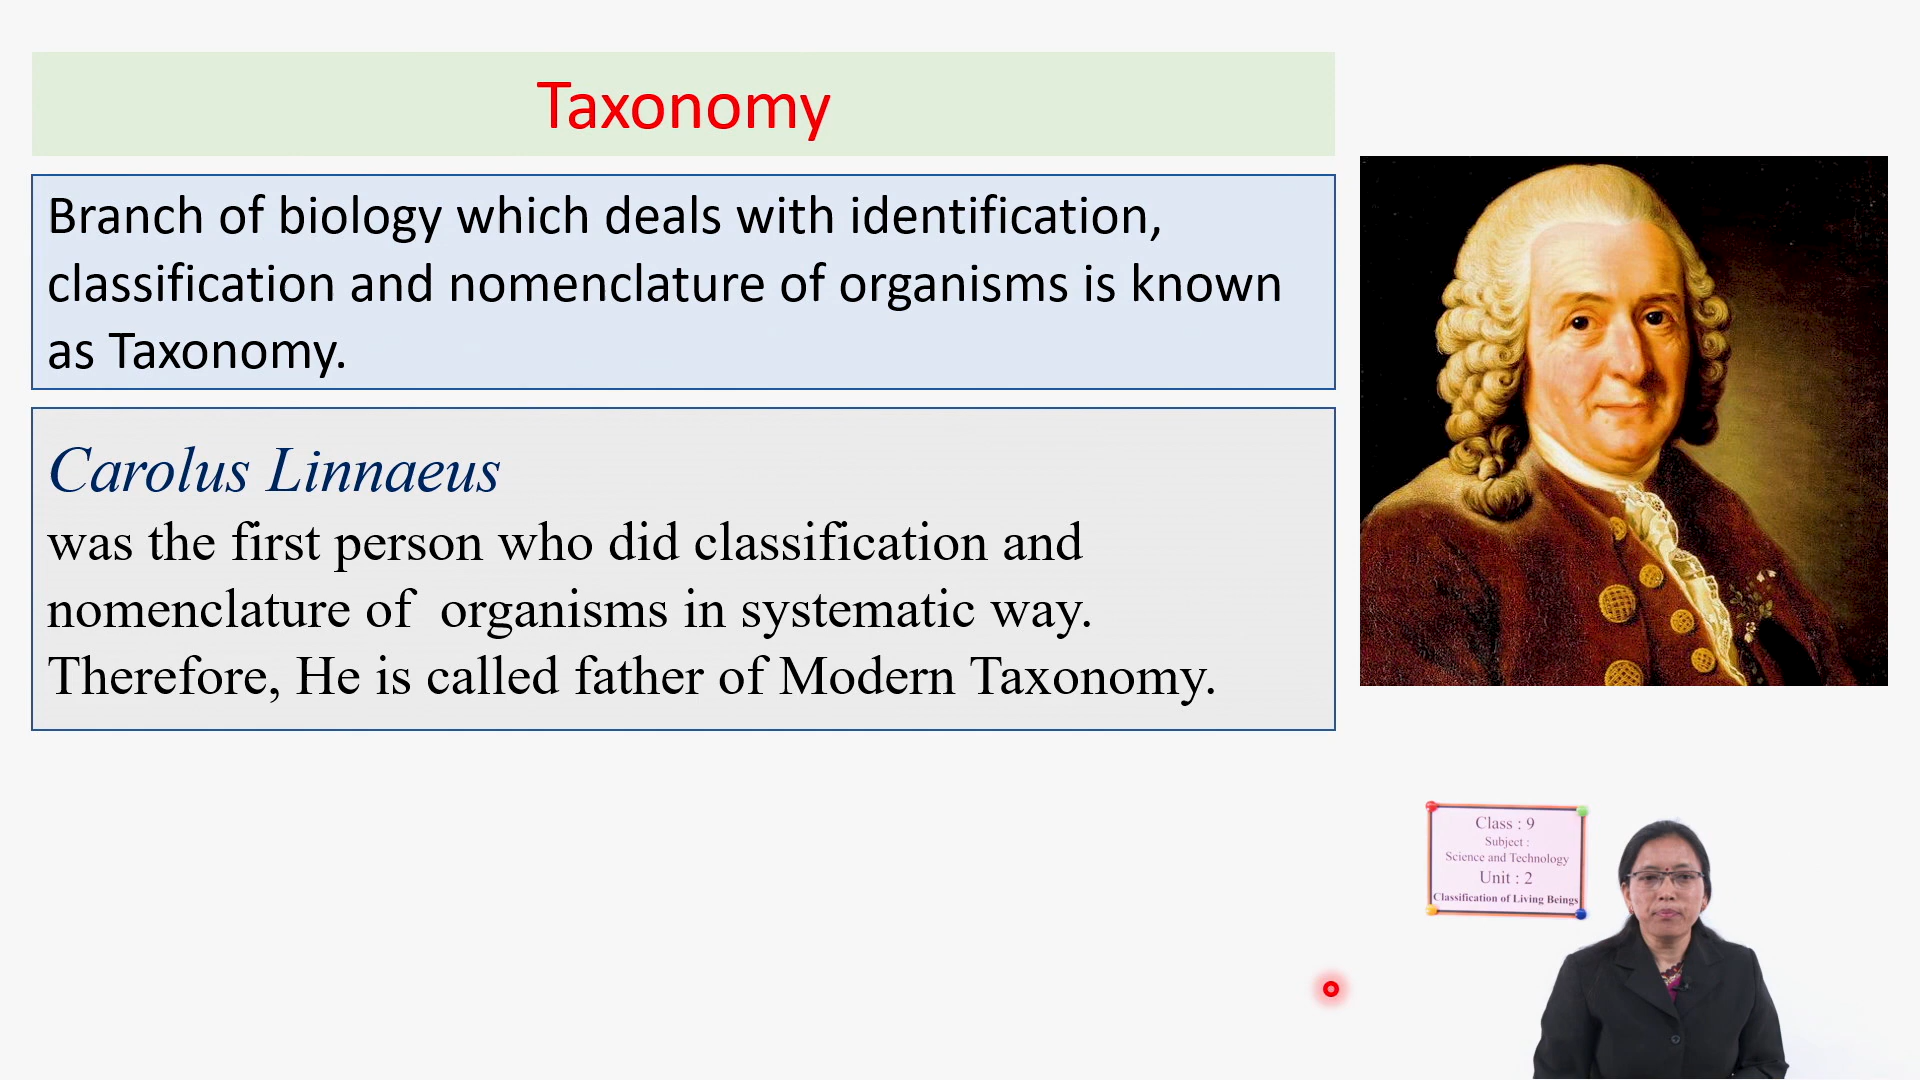 Taxonomy
Branch of biology which deals with identification,
classification and nomenclature of organisms is known
as Taxonomy.
Carolus Linnaeus
was the first person who did classification and
nomenclature of  organisms in systematic way.
Therefore, He is called father of Modern Taxonomy.
Class : 9
Subject :
Science and Technology
Unit : 2
Classification of Living Beings